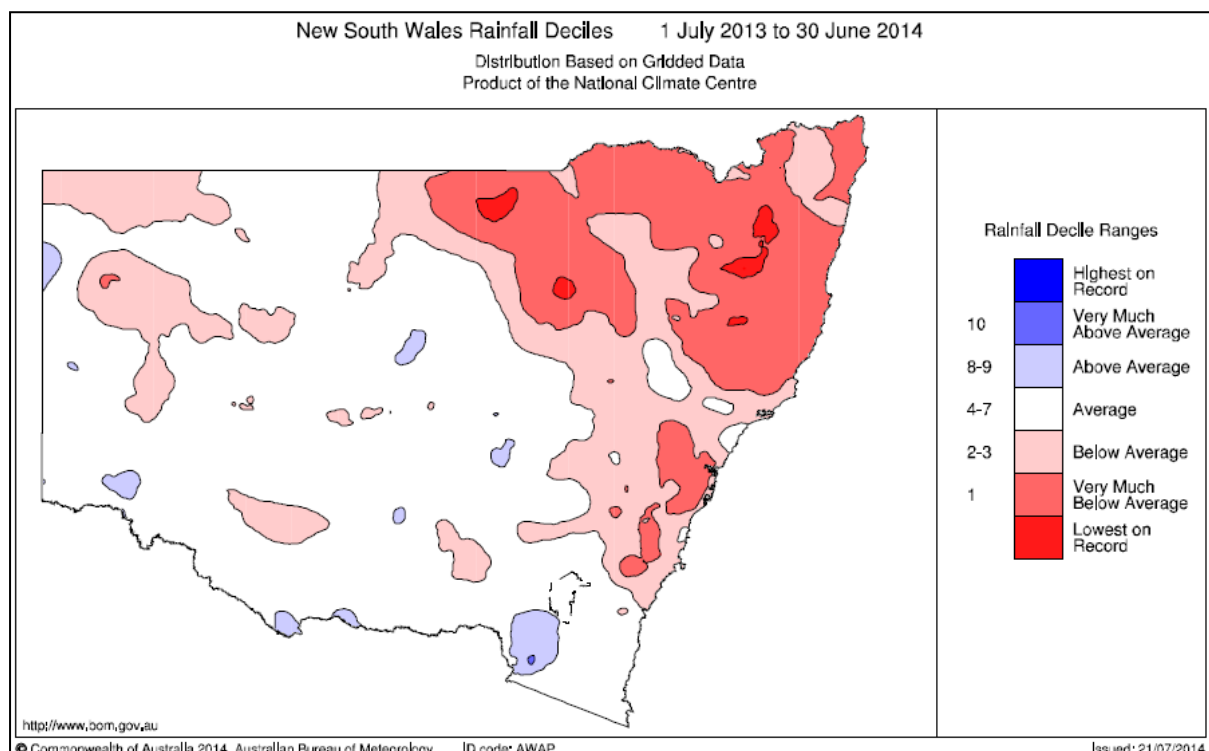 New South Wales Rainfall Deciles 1 July 2013 to 30 June 2014
Distribution Based on Gridded Data
Product of the National Climate Centre
Rainfall Decile Ranges
Highest on
Record
10 Very Much
Above Average
8-9 Above Average
4-7 Average
2-3 Below Average
1 Very Much
Below Average
Lowest on
Record
http://www.bom.gov.au
© Commonwealth of Australia 2014, Australian Bureau of Meteorology ID code: AWAP Issued: 21/07/2014